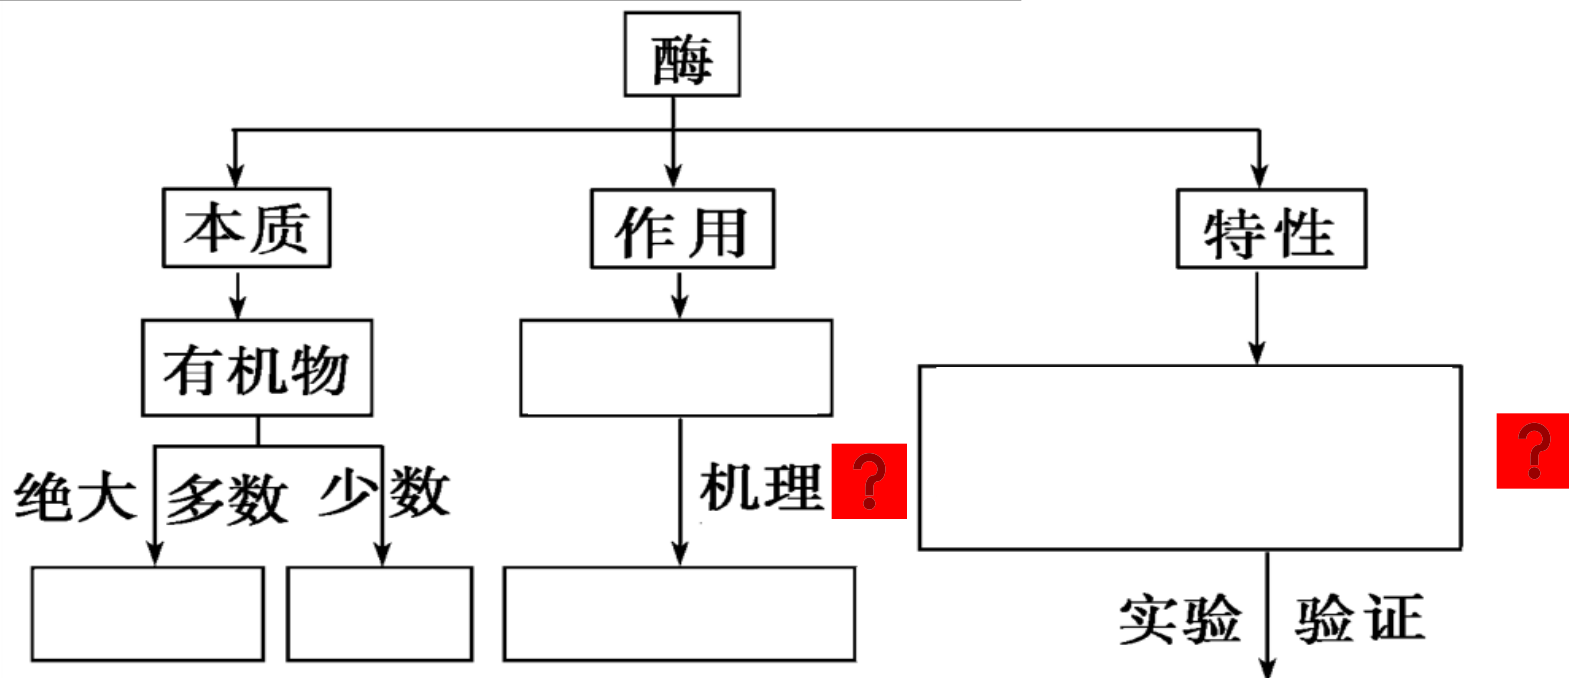 酶
本质
作用
特性
有机物
绝大多数
少数
机理
?
?
实验验证